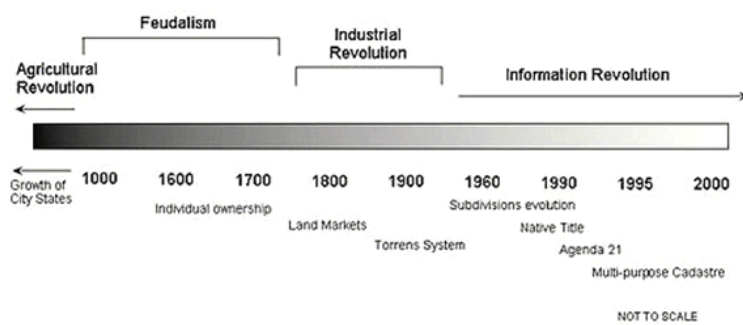 Feudalism
Industrial
Revolution
Agricultural
Revolution
Information Revolution
1000 1600 1700 1800 1900 1960 1990 1995 2000
Growth of
City States
Individual ownership
Subdivisions evolution
Land Markets
Native Title
Torrens System
Agenda 21
Multi-purpose Cadastre
NOT TO SCALE